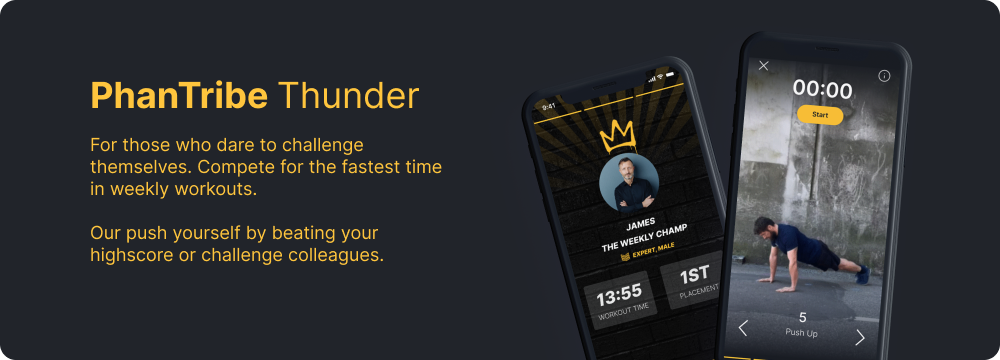 PhanTribe Thunder
For those who dare to challenge
themselves. Compete for the fastest time
in weekly workouts.
Our push yourself by beating your
highscore or challenge colleagues.
9:41
JAMES
THE WEEKLY CHAMP
EXPERT, MALE
13:55
WORKOUT TIME
1ST
PLACEMENT
00:00
Start
5
Push Up